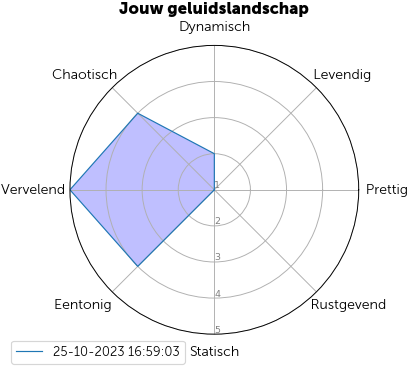 Jouw geluidslandschap
Dynamisch
Chaotisch
Levendig
Vervelend
1
Prettig
2
3
Eentonig
4
Rustgevend
5
25-10-2023 16:59:03
Statisch